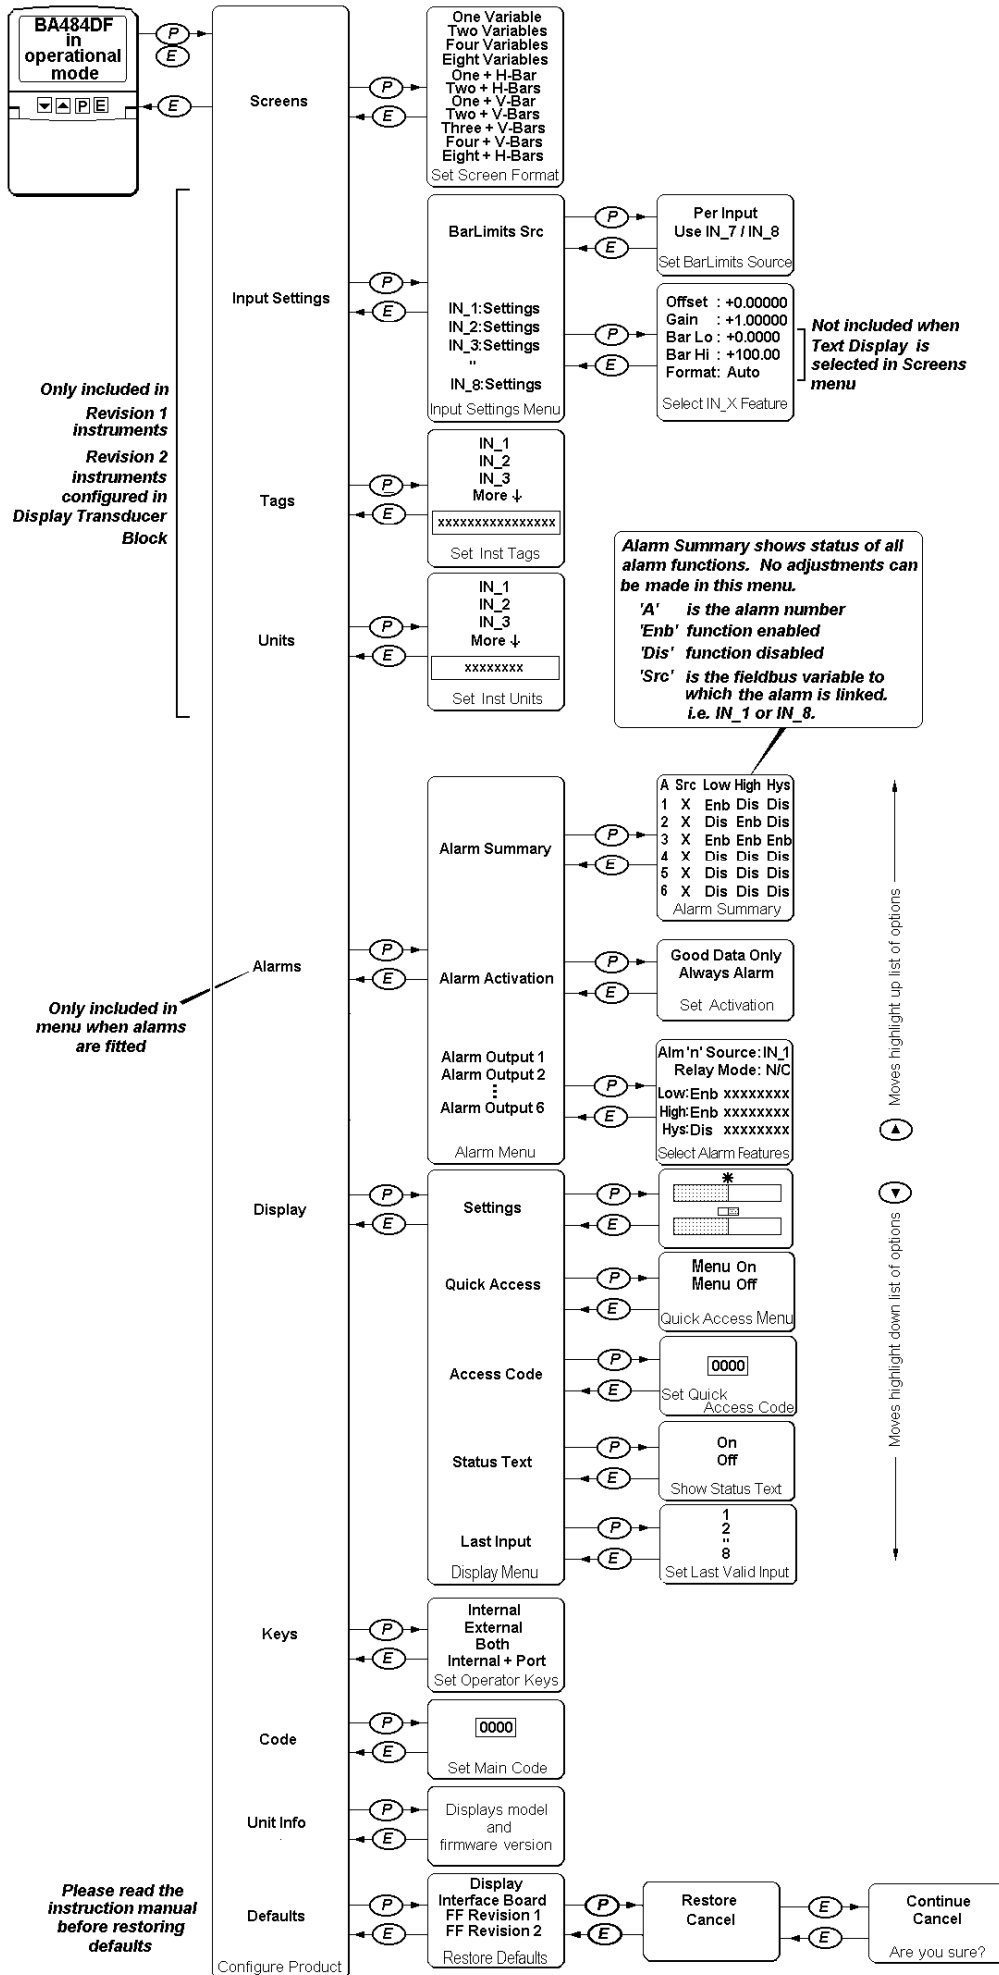 BA484DF
in
operational
mode
P
E
E
P E
Screens
P
E
One Variable
Two Variables
Four Variables
Eight Variables
One + H-Bar
Two + H-Bars
One + V-Bar
Two + V-Bars
Three + V-Bars
Four + V-Bars
Eight + H-Bars
Set Screen Format
Only included in
Revision 1
instruments
Revision 2
instruments
configured in
Display Transducer
Block
Input Settings
P
E
BarLimits Src
IN_1:Settings
IN_2:Settings
IN_3:Settings
"
IN_8:Settings
Input Settings Menu
P
E
Per Input
Use IN_7 / IN_8
Set BarLimits Source
P
E
Offset : +0.00000
Gain : +1.00000
Bar Lo : +0.0000
Bar Hi : +100.00
Format: Auto
Select IN_X Feature
Not included when
Text Display is
selected in Screens
menu
Tags
P
E
IN_1
IN_2
IN_3
More ↓
xxxxxxxxxxxxxxxx
Set Inst Tags
Units
P
E
IN_1
IN_2
IN_3
More ↓
xxxxxxxx
Set Inst Units
Alarm Summary shows status of all
alarm functions. No adjustments can
be made in this menu.
'A' is the alarm number
'Enb' function enabled
'Dis' function disabled
'Src' is the fieldbus variable to
which the alarm is linked.
i.e. IN_1 or IN_8.
Alarms
Only included in
menu when alarms
are fitted
P
E
Alarm Summary
Alarm Activation
Alarm Output 1
Alarm Output 2
⋮
Alarm Output 6
Alarm Menu
P
E
A Src Low High Hys
1 X Enb Dis Dis
2 X Dis Enb Dis
3 X Enb Enb Enb
4 X Dis Dis Dis
5 X Dis Dis Dis
6 X Dis Dis Dis
Alarm Summary
P
E
Good Data Only
Always Alarm
Set Activation
P
E
Alm 'n' Source: IN_1
Relay Mode: N/C
Low:Enb xxxxxxxx
High:Enb xxxxxxxx
Hys:Dis xxxxxxxx
Select Alarm Features
Moves highlight up list of options
Moves highlight down list of options
Display
P
E
Settings
Quick Access
Access Code
Status Text
Last Input
Display Menu
P
E
*
P
E
Menu On
Menu Off
Quick Access Menu
P
E
0000
Set Quick
Access Code
P
E
On
Off
Show Status Text
P
E
1
2
"
8
Set Last Valid Input
Keys
P
E
Internal
External
Both
Internal + Port
Set Operator Keys
Code
P
E
0000
Set Main Code
Unit Info
P
E
Displays model
and
firmware version
Please read the
instruction manual
before restoring
defaults
Defaults
P
E
Display
Interface Board
FF Revision 1
FF Revision 2
Restore Defaults
P
E
Restore
Cancel
E
E
Continue
Cancel
Are you sure?
Configure Product